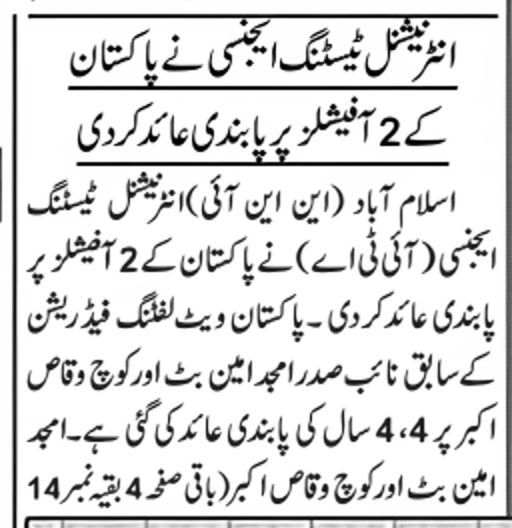 انٹرنیشنل ٹیسٹنگ ایجنسی نے پاکستان
کے 2 آفیشلز پر پابندی عائد کردی
اسلام آباد (این این آئی) انٹرنیشنل ٹیسٹنگ
ایجنسی (آئی ٹی اے) نے پاکستان کے 2 آفیشلز پر
پابندی عائد کردی ۔ پاکستان ویٹ لفٹنگ فیڈریشن
کے سابق نائب صدر امجد امین بٹ اور کوچ وقاص
اکبر پر 4،4 سال کی پابندی عائد کی گئی ہے۔ امجد
امین بٹ اور کوچ وقاص اکبر (باقی صفحہ 4 بقیہ نمبر 14